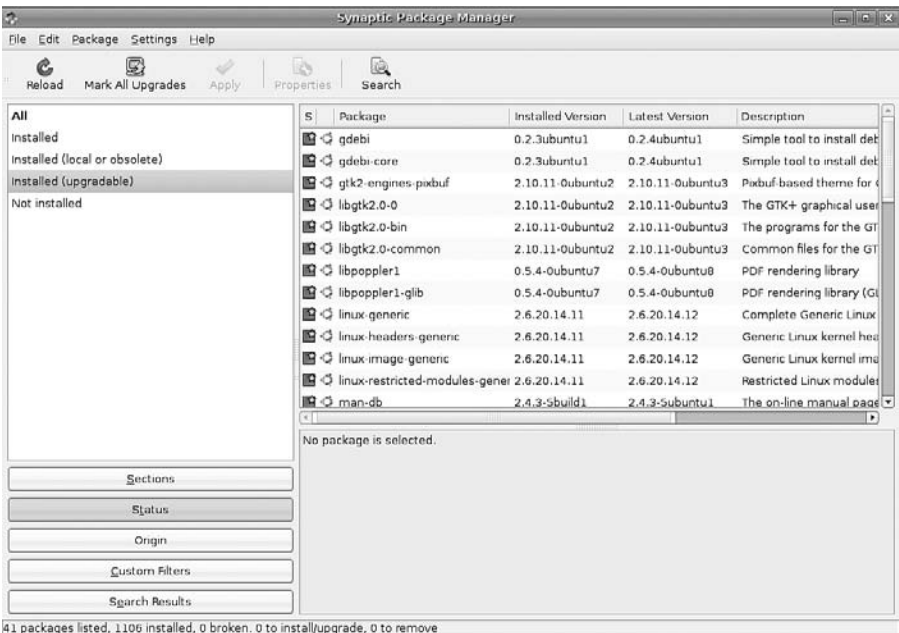 Synaptic Package Manager
File Edit Package Settings Help
Reload Mark All Upgrades Apply Properties Search
All
Installed
Installed (local or obsolete)
Installed (upgradable)
Not installed
S Package Installed Version Latest Version Description
gdebi 0.2.3ubuntu1 0.2.4ubuntu1 Simple tool to install deb
gdebi-core 0.2.3ubuntu1 0.2.4ubuntu1 Simple tool to install deb
gtk2-engines-pixbuf 2.10.11-0ubuntu2 2.10.11-0ubuntu3 Pixbuf-based theme for
libgtk2.0-0 2.10.11-0ubuntu2 2.10.11-0ubuntu3 The GTK+ graphical user
libgtk2.0-bin 2.10.11-0ubuntu2 2.10.11-0ubuntu3 The programs for the GT
libgtk2.0-common 2.10.11-0ubuntu2 2.10.11-0ubuntu3 Common files for the GT
libpoppler1 0.5.4-0ubuntu7 0.5.4-0ubuntu8 PDF rendering library
libpoppler1-glib 0.5.4-0ubuntu7 0.5.4-0ubuntu8 PDF rendering library (GL
linux-generic 2.6.20.14.11 2.6.20.14.12 Complete Generic Linux
linux-headers-generic 2.6.20.14.11 2.6.20.14.12 Generic Linux kernel hea
linux-image-generic 2.6.20.14.11 2.6.20.14.12 Generic Linux kernel ima
linux-restricted-modules-gener 2.6.20.14.11 2.6.20.14.12 Restricted Linux modules
man-db 2.4.3-5build1 2.4.3-5ubuntu1 The on-line manual page
No package is selected.
Sections
Status
Origin
Custom Filters
Search Results
41 packages listed, 1106 installed, 0 broken. 0 to install/upgrade, 0 to remove